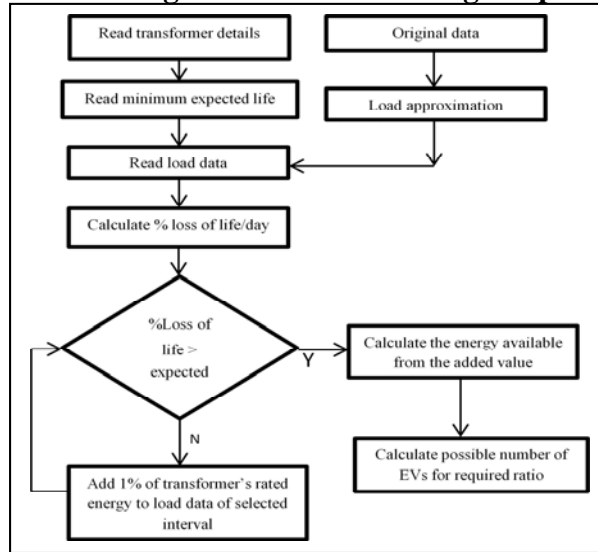 Read transformer details
Original data
Read minimum expected life
Load approximation
Read load data
Calculate % loss of life/day
%Loss of
life >
expected
Y
Calculate the energy available
from the added value
N
Add 1% of transformer's rated
energy to load data of selected
interval
Calculate possible number of
EVs for required ratio